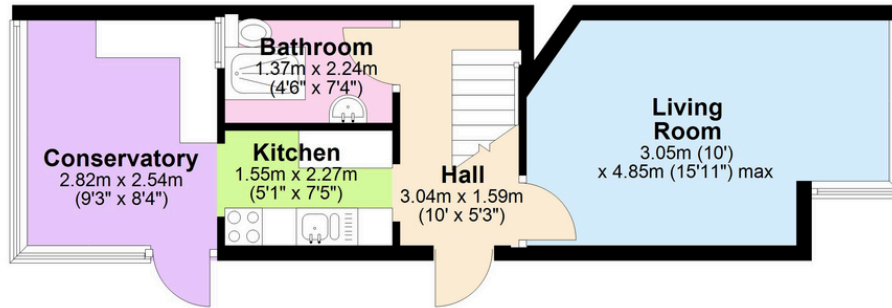 Bathroom
1.37m x 2.24m
(4'6" x 7'4")
Conservatory
2.82m x 2.54m
(9'3" x 8'4")
Kitchen
1.55m x 2.27m
(5'1" x 7'5")
Hall
3.04m x 1.59m
(10' x 5'3")
Living
Room
3.05m (10')
x 4.85m (15'11") max